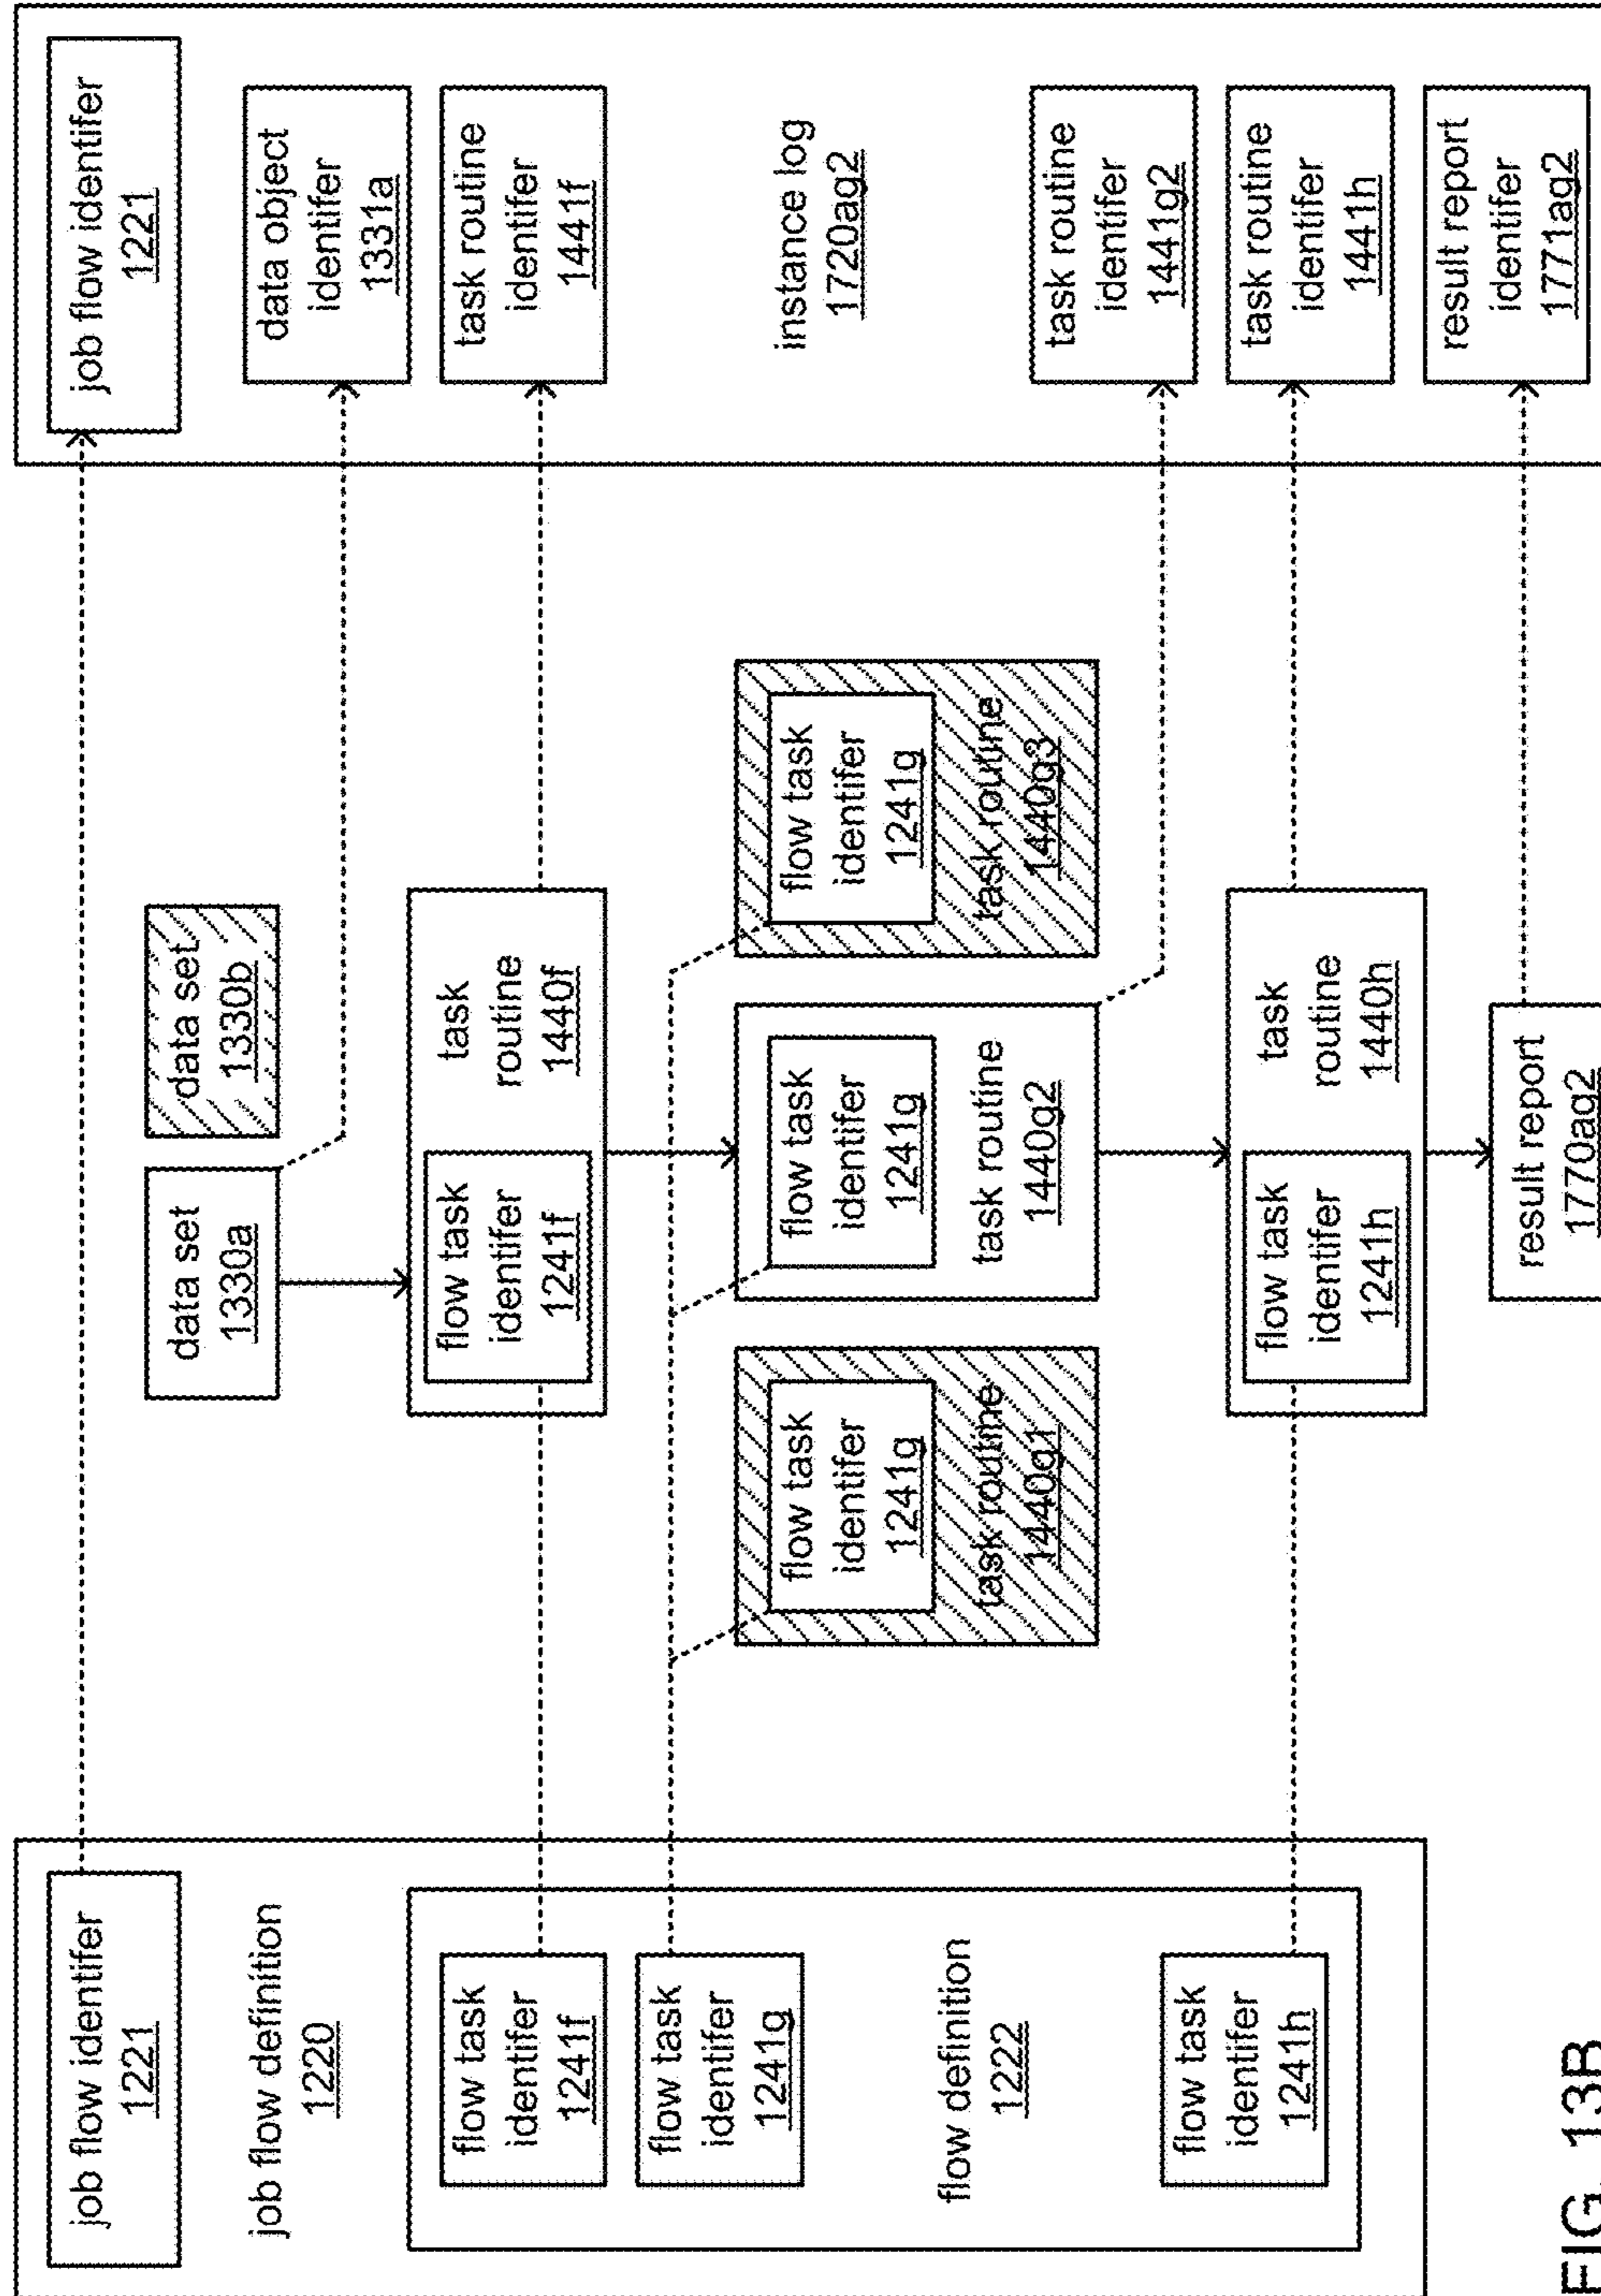 job flow identifer
1221
job flow definition
1220
flow task
identifer
1241f
flow task
identifer
1241g
flow definition
1222
flow task
identifer
1241h
data set
1330a
data set
1330b
flow task
identifer
1241f
task
routine
1440f
flow task
identifer
1241g
task routine
1440g1
flow task
identifer
1241g
task routine
1440g2
flow task
identifer
1241g
task routine
1440g3
flow task
identifer
1241h
task
routine
1440h
result report
1770ag2
job flow identifer
1221
data object
identifer
1331a
task routine
identifer
1441f
instance log
1720ag2
task routine
identifer
1441g2
task routine
identifer
1441h
result report
identifer
1771ag2
FIG. 13B